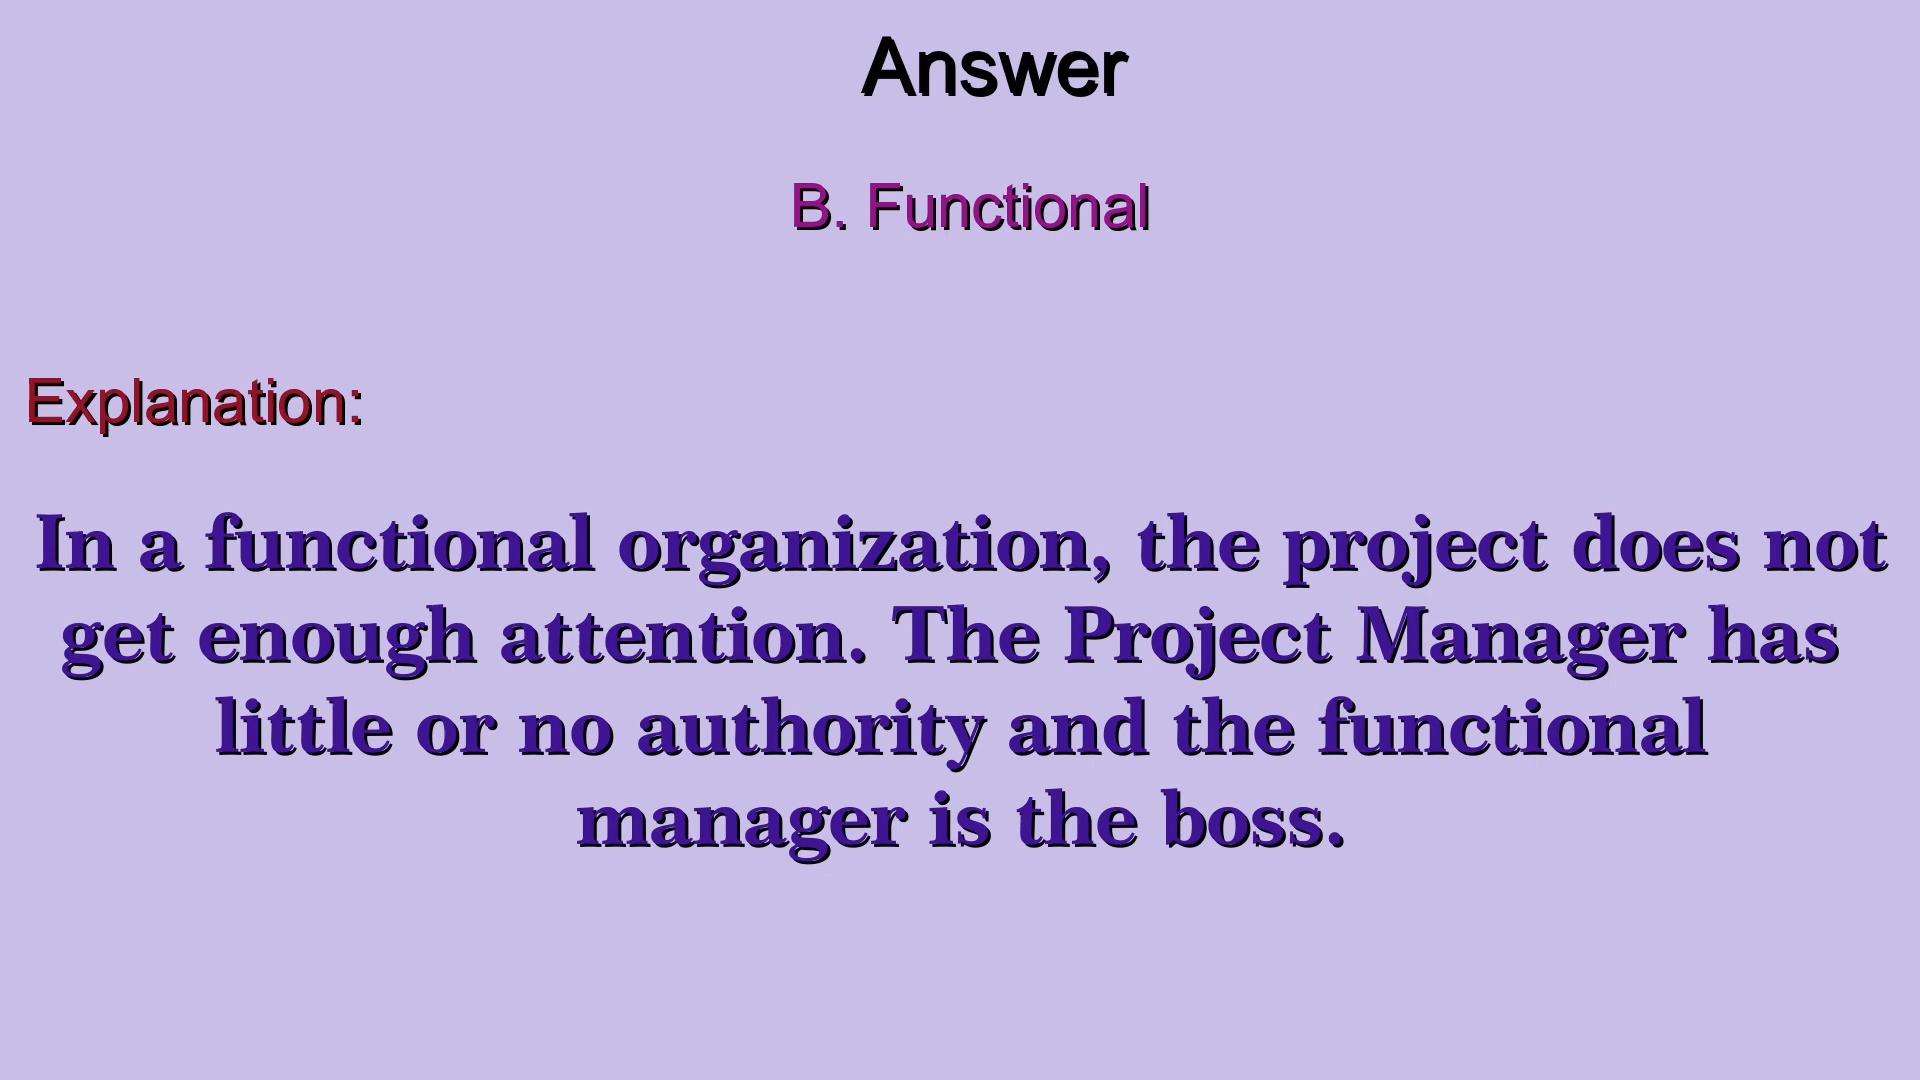 Answer
B. Functional
Explanation:
In a functional organization, the project does not
get enough attention. The Project Manager has
little or no authority and the functional
manager is the boss.